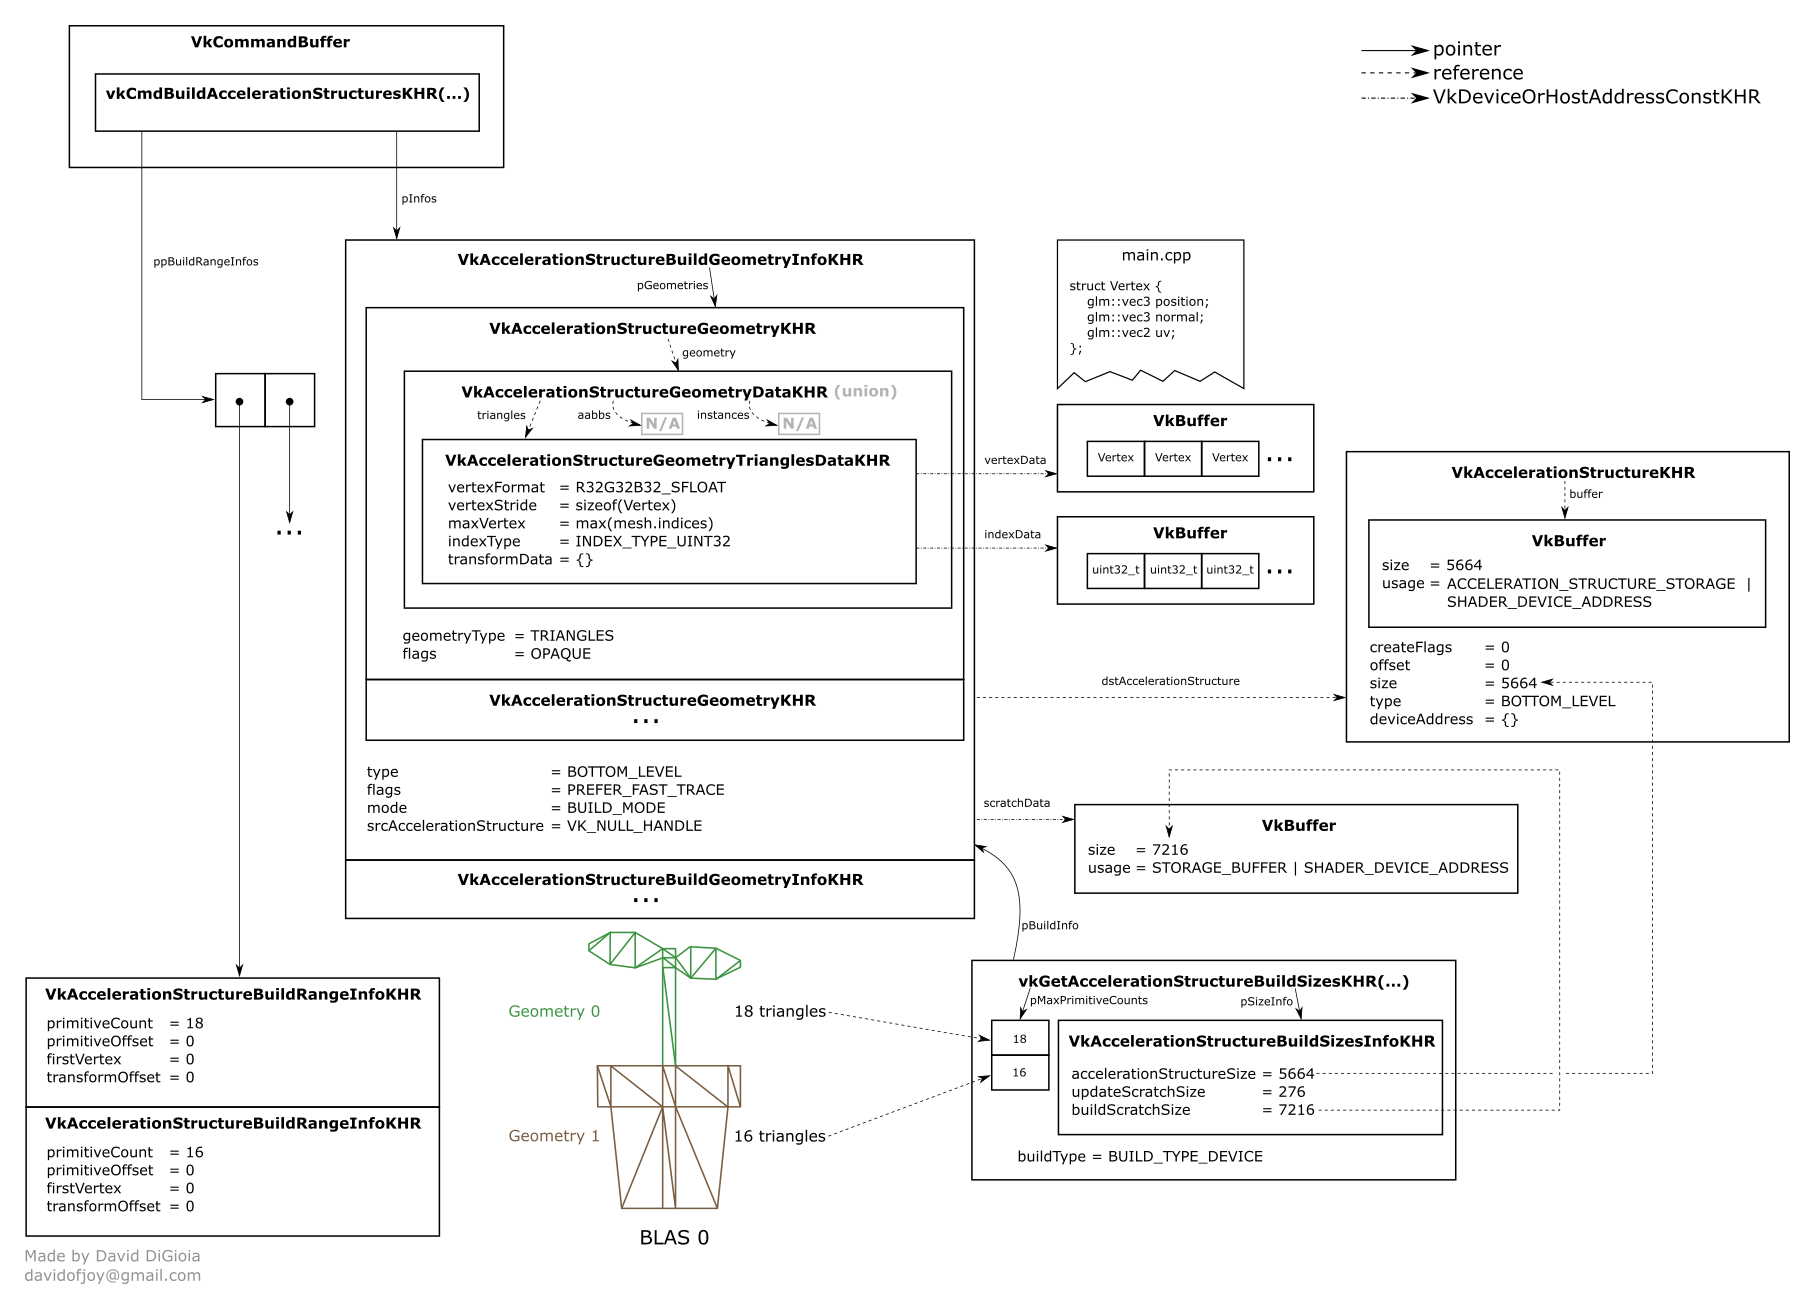 VkCommandBuffer
vkCmdBuildAccelerationStructuresKHR(...)
pInfos
ppBuildRangeInfos
pointer
reference
VkDeviceOrHostAddressConstKHR
VkAccelerationStructureBuildGeometryInfoKHR
pGeometries
VkAccelerationStructureGeometryKHR
geometry
VkAccelerationStructureGeometryDataKHR (union)
triangles
aabbs
N/A
instances
N/A
VkAccelerationStructureGeometryTrianglesDataKHR
vertexFormat = R32G32B32_SFLOAT
vertexStride = sizeof(Vertex)
maxVertex = max(mesh.indices)
indexType = INDEX_TYPE_UINT32
transformData = {}
geometryType = TRIANGLES
flags = OPAQUE
VkAccelerationStructureGeometryKHR
...
type = BOTTOM_LEVEL
flags = PREFER_FAST_TRACE
mode = BUILD_MODE
srcAccelerationStructure = VK_NULL_HANDLE
VkAccelerationStructureBuildGeometryInfoKHR
...
...
main.cpp
struct Vertex {
glm::vec3 position;
glm::vec3 normal;
glm::vec2 uv;
};
vertexData
VkBuffer
Vertex Vertex Vertex ...
indexData
VkBuffer
uint32_t uint32_t uint32_t ...
VkAccelerationStructureKHR
buffer
VkBuffer
size = 5664
usage = ACCELERATION_STRUCTURE_STORAGE |
SHADER_DEVICE_ADDRESS
createFlags = 0
offset = 0
size = 5664
type = BOTTOM_LEVEL
deviceAddress = {}
dstAccelerationStructure
scratchData
VkBuffer
size = 7216
usage = STORAGE_BUFFER | SHADER_DEVICE_ADDRESS
pBuildInfo
vkGetAccelerationStructureBuildSizesKHR(...)
pMaxPrimitiveCounts
pSizeInfo
18
16
VkAccelerationStructureBuildSizesInfoKHR
accelerationStructureSize = 5664
updateScratchSize = 276
buildScratchSize = 7216
buildType = BUILD_TYPE_DEVICE
VkAccelerationStructureBuildRangeInfoKHR
primitiveCount = 18
primitiveOffset = 0
firstVertex = 0
transformOffset = 0
VkAccelerationStructureBuildRangeInfoKHR
primitiveCount = 16
primitiveOffset = 0
firstVertex = 0
transformOffset = 0
Geometry 0
18 triangles
Geometry 1
16 triangles
BLAS 0
Made by David DiGioia
davidofjoy@gmail.com